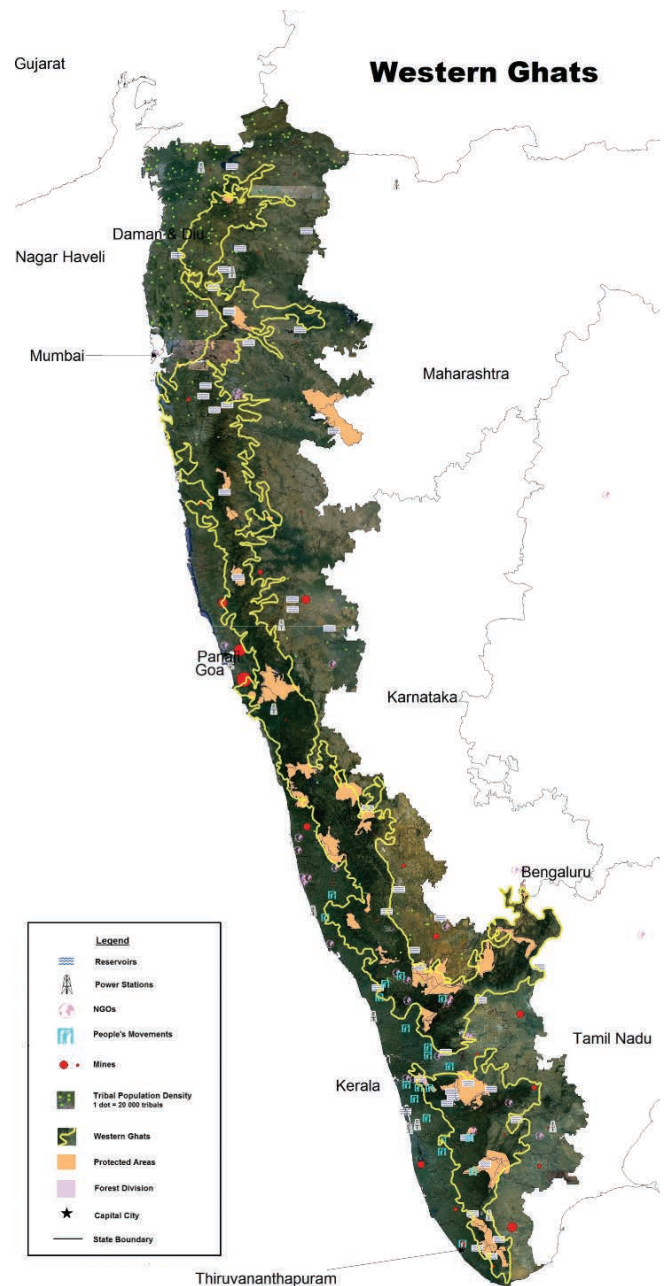 Western Ghats
Gujarat
Daman & Diu
Nagar Haveli
Mumbai
Maharashtra
Panaji
Goa
Karnataka
Bengaluru
Tamil Nadu
Kerala
Thiruvananthapuram
Legend
Reservoirs
Power Stations
NGOs
People's Movements
Mines
Tribal Population Density
1 dot = 20 000 tribals
Western Ghats
Protected Areas
Forest Division
Capital City
State Boundary